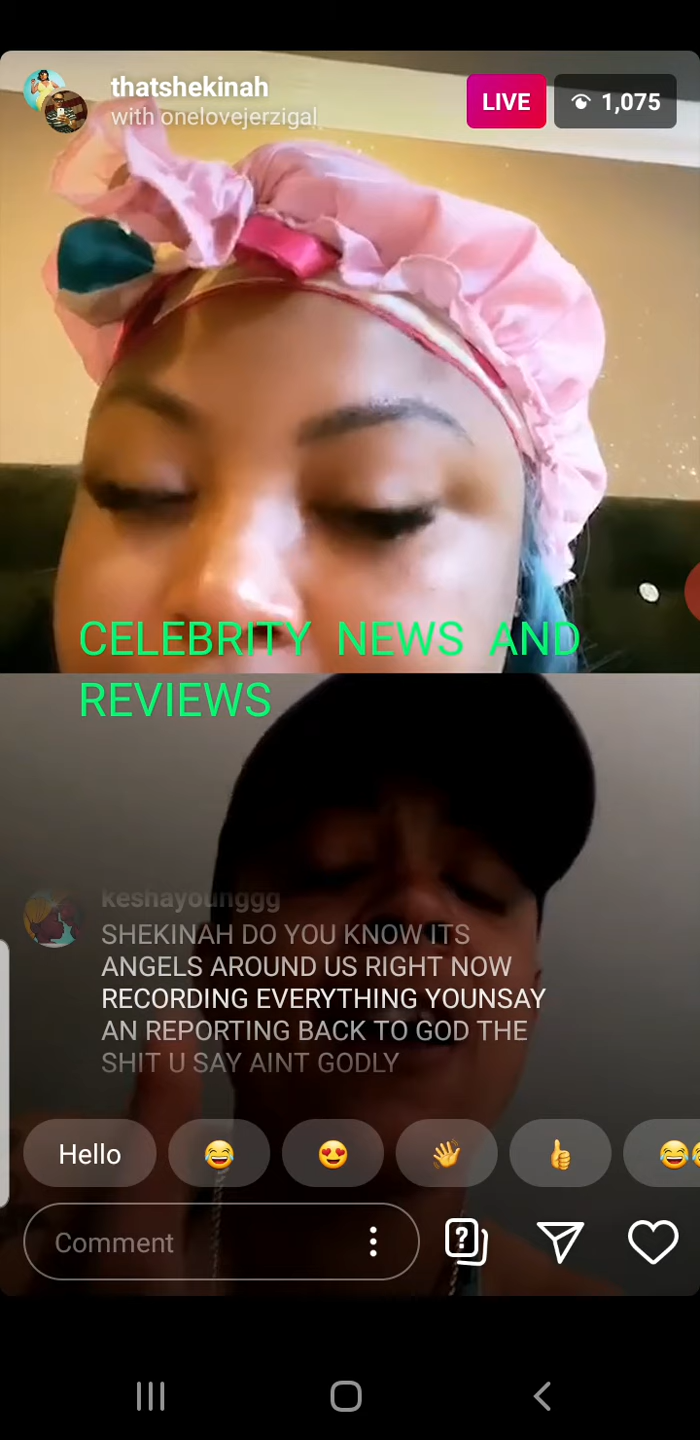 thatshekinah
with onelovejerzigal
LIVE
1,075
CELEBRITY NEWS AND
REVIEWS
keshayounggg
SHEKINAH DO YOU KNOW ITS
ANGELS AROUND US RIGHT NOW
RECORDING EVERYTHING YOUNSAY
AN REPORTING BACK TO GOD THE
SHIT U SAY AINT GODLY
Hello
Comment